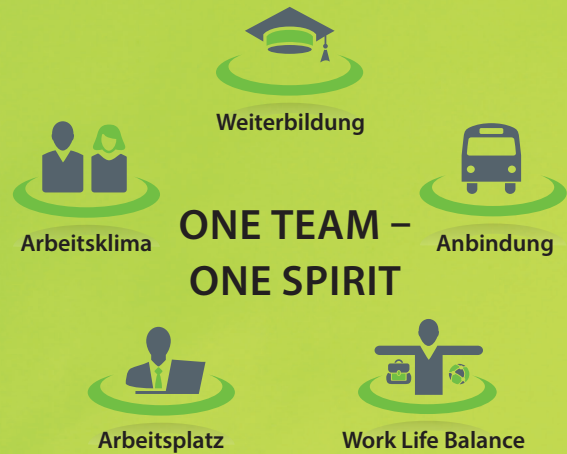 Weiterbildung
Arbeitsklima
ONE TEAM –
ONE SPIRIT
Anbindung
Arbeitsplatz
Work Life Balance